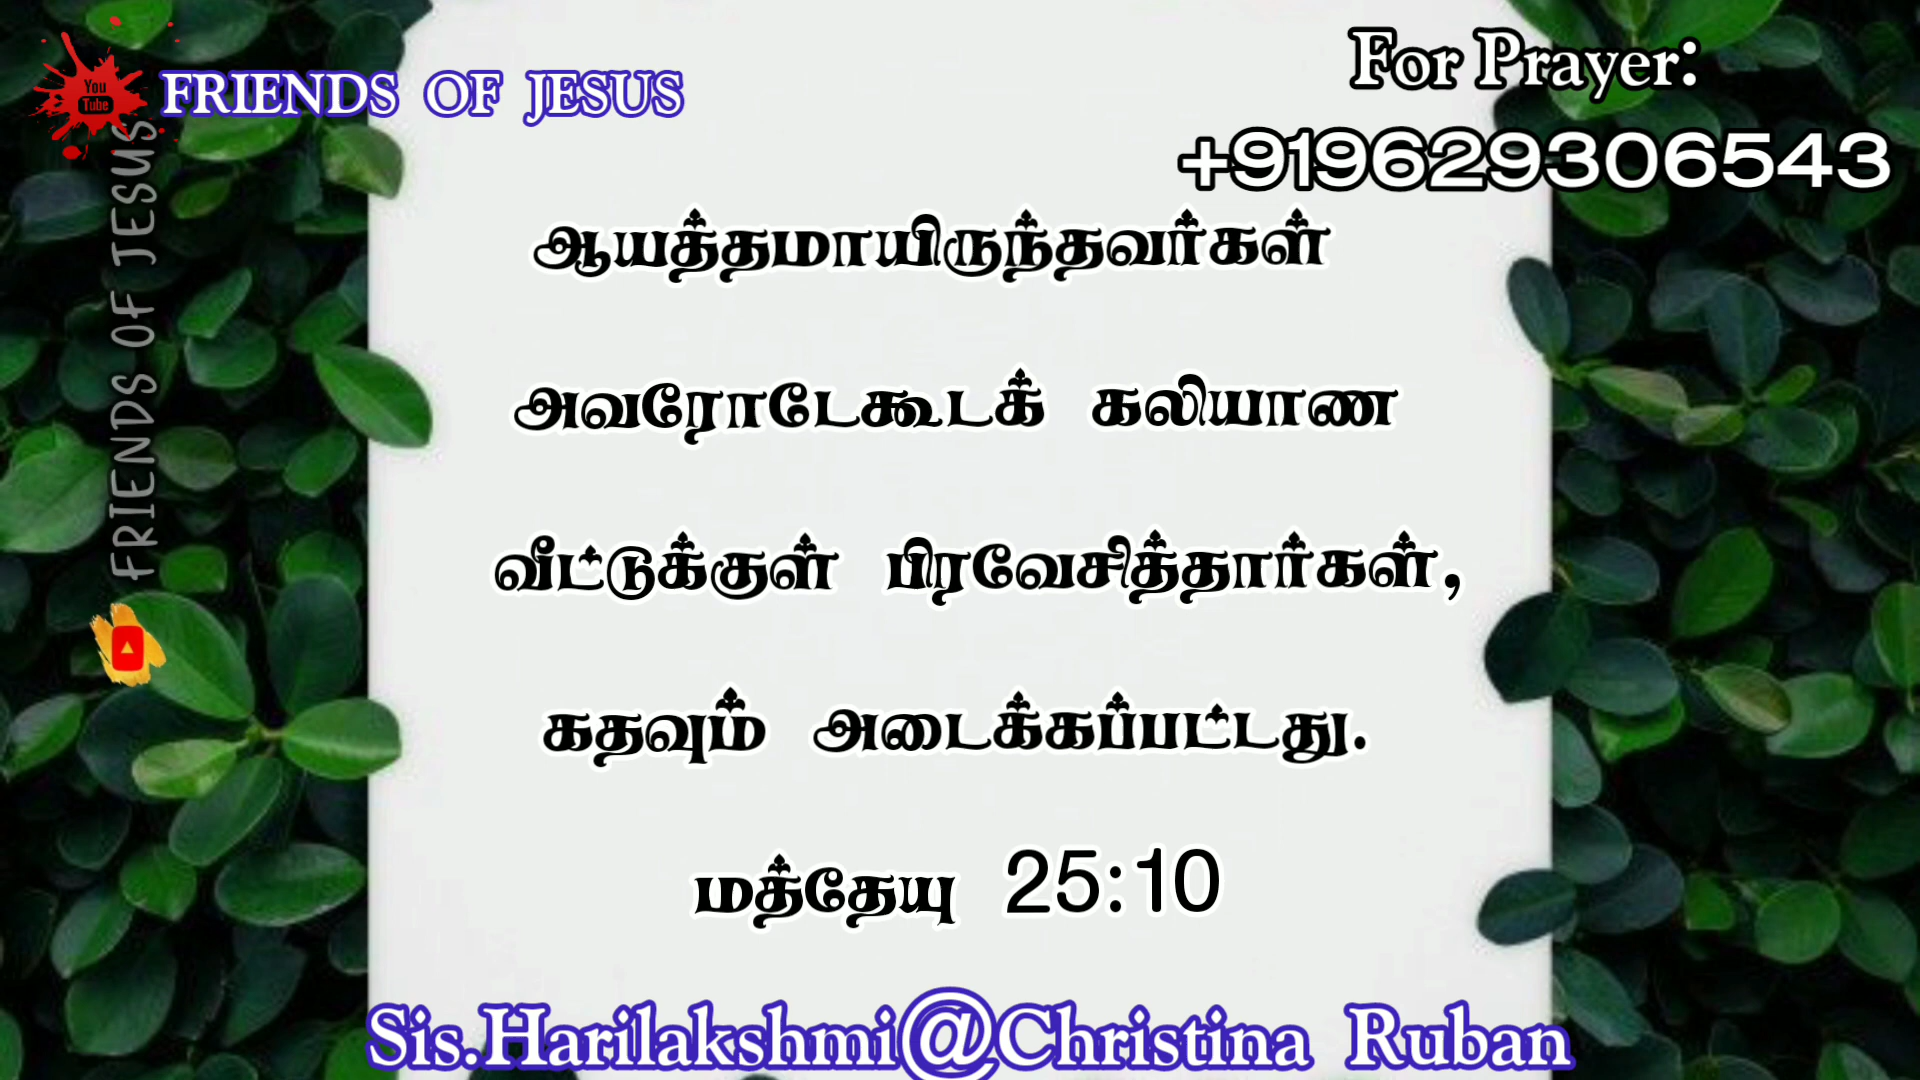 You
Tube
FRIENDS OF JESUS
For Prayer:
+919629306543
FRIENDS OF JESUS
ஆயத்தமாயிருந்தவர்கள்
அவரோடேகூடக் கலியாண
வீட்டுக்குள் பிரவேசித்தார்கள்,
கதவும் அடைக்கப்பட்டது.
மத்தேயு 25:10
Sis.Harilakshmi@Christina Ruban